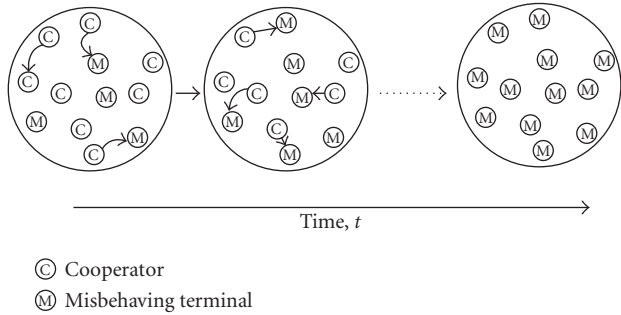 C M M
C C M
M C M C M M
C C M
C M C C M C M M M
M M M
C C M
M M M
C M M
Time, t
C Cooperator
M Misbehaving terminal